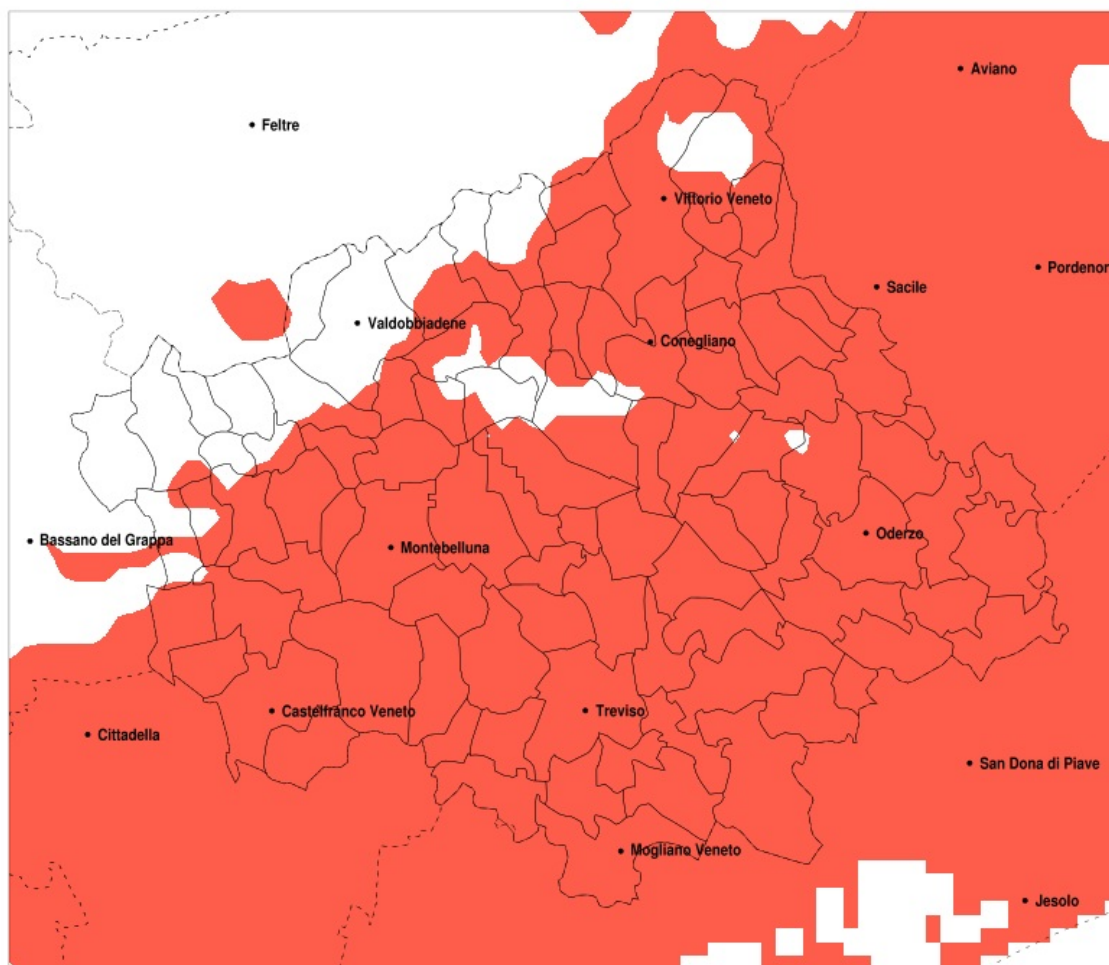 Aviano
Feltre
Vittorio Veneto
Pordenon
Sacile
Valdobbiadene
Conegliano
Bassano del Grappa
Oderzo
Montebelluna
Castelfranco Veneto
Treviso
Cittadella
San Dona di Piave
Mogliano Veneto
Jesolo